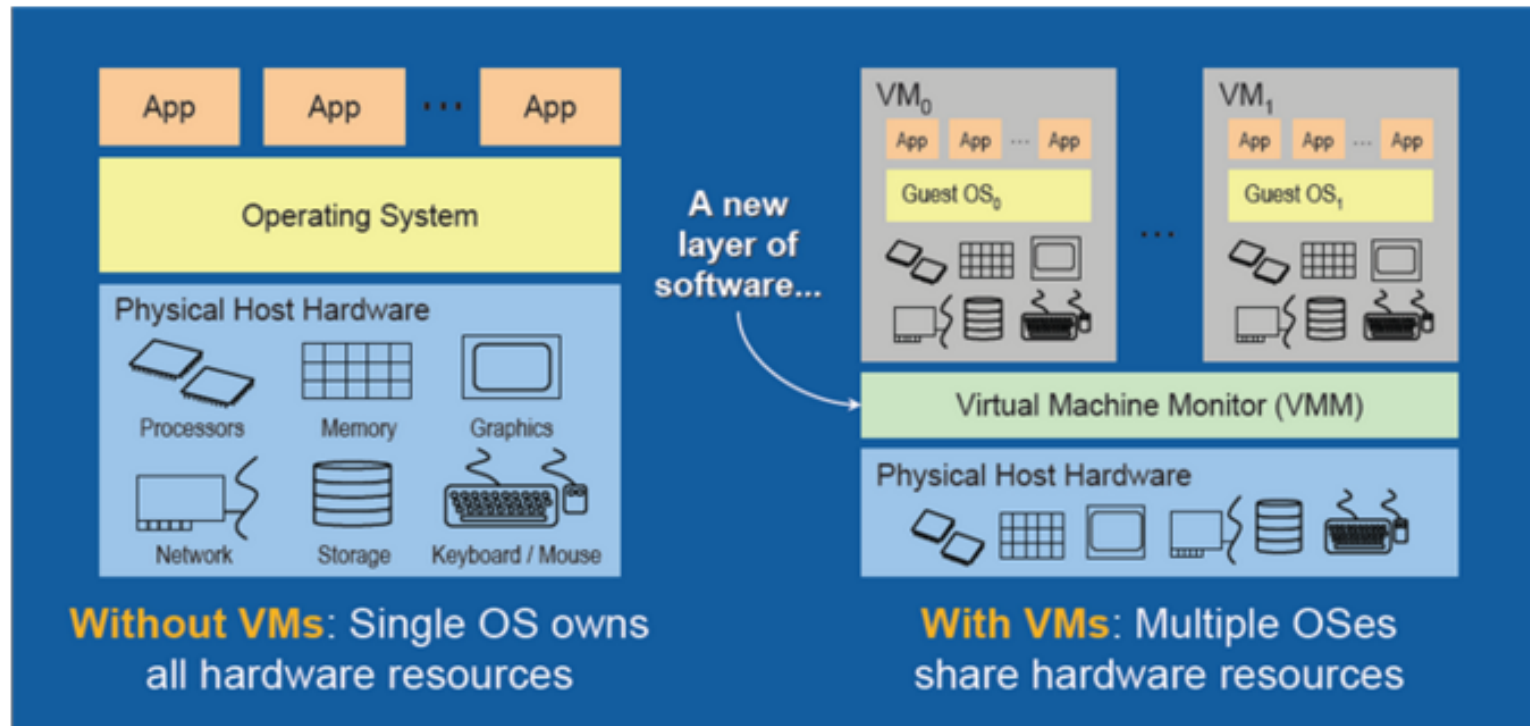 App App ... App
Operating System
Physical Host Hardware
Processors Memory Graphics
Network Storage Keyboard / Mouse
Without VMs: Single OS owns
all hardware resources
A new
layer of
software...
VM₀
App App ... App
Guest OS₀
...
VM₁
App App ... App
Guest OS₁
Virtual Machine Monitor (VMM)
Physical Host Hardware
With VMs: Multiple OSes
share hardware resources